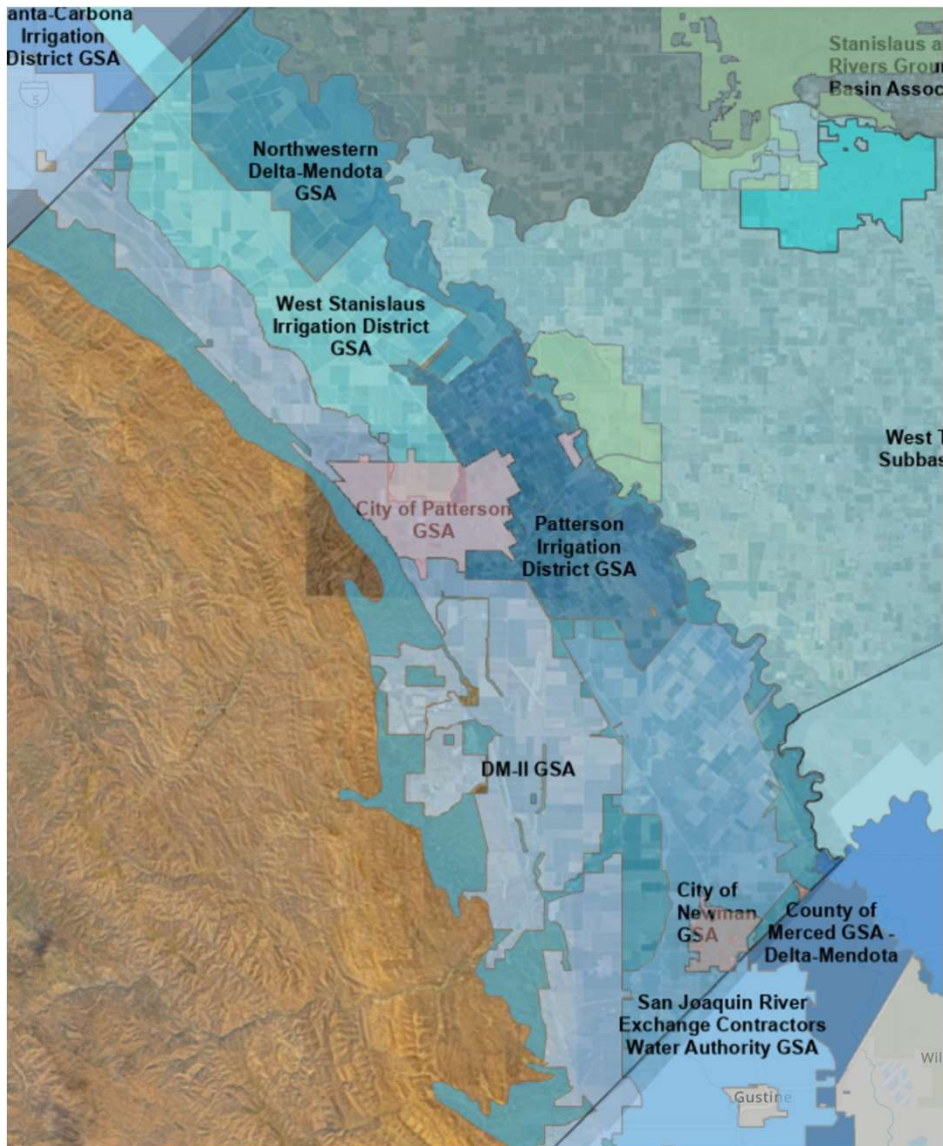 anta-Carbona
Irrigation
District GSA
5
Stanislaus a
Rivers Grou
Basin Assoc
Northwestern
Delta-Mendota
GSA
West Stanislaus
Irrigation District
GSA
West T
Subbas
City of Patterson
GSA
Patterson
Irrigation
District GSA
DM-II GSA
City of
Newman
GSA
County of
Merced GSA -
Delta-Mendota
San Joaquin River
Exchange Contractors
Water Authority GSA
Wil
Gustine